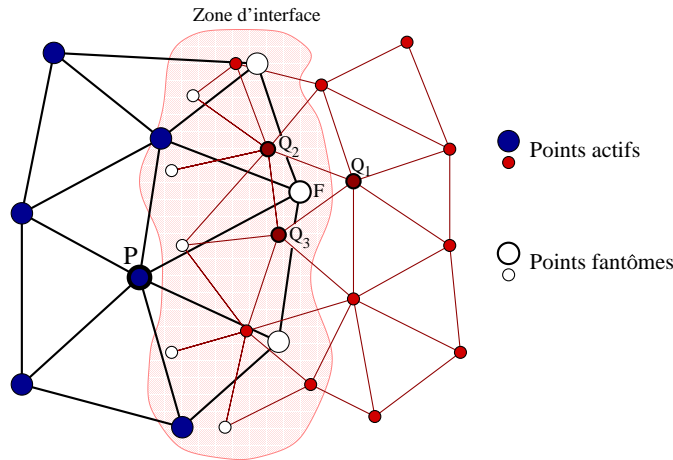 Zone d'interface
Q2
Q1
F
Q3
P
Points actifs
Points fantômes